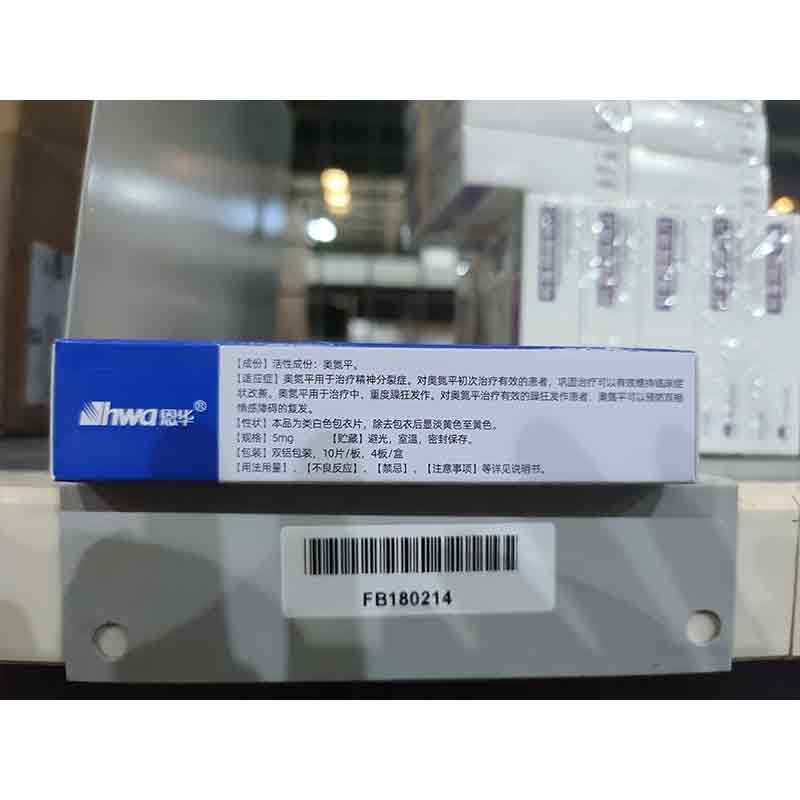 Nhwa恩华®
【成份】活性成份：奥氮平。
【适应症】奥氮平用于治疗精神分裂症。对奥氮平初次治疗有效的患者，巩固治疗可以有效维持临床症
状改善。奥氮平用于治疗中、重度躁狂发作。对奥氮平治疗有效的躁狂发作患者，奥氮平可以预防双相
情感障碍的复发。
【性状】本品为类白色包衣片，除去包衣后显淡黄色至黄色。
【规格】5mg 【贮藏】避光，室温，密封保存。
【包装】双铝包装，10片/板，4板/盒
【用法用量】、【不良反应】、【禁忌】、【注意事项】等详见说明书。
FB180214